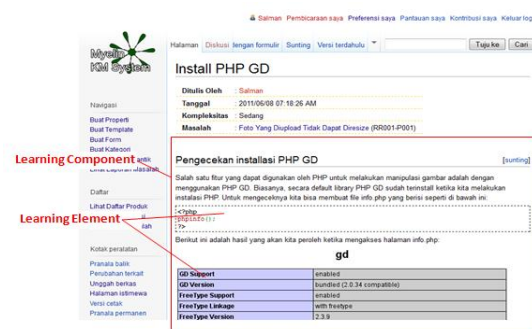 Salman Pembicaraan saya Preferensi saya Pantauan saya Kontribusi saya Keluar log
Myelin
KM System
Halaman Diskusi dengan formulir Sunting Versi terdahulu Tuju ke Cari
Install PHP GD
Ditulis Oleh : Salman
Tanggal : 2011/06/08 07:18:26 AM
Kompleksitas : Sedang
Masalah : Foto Yang Diupload Tidak Dapat Diresize (RR001-P001)
Navigasi
Buat Properti
Buat Template
Buat Form
Buat Kategori
antik
Lihat Laporan Masalah
Learning Component
Pengecekan installasi PHP GD [sunting]
Salah satu fitur yang dapat digunakan oleh PHP untuk melakukan manipulasi gambar adalah dengan
menggunakan PHP GD. Biasanya, secara default library PHP GD sudah terinstall ketika kita melakukan
instalasi PHP. Untuk mengeceknya kita bisa membuat file info.php yang berisi seperti di bawah ini:
Daftar
Lihat Daftar Produk
lah
Learning Element
<?php
phpinfo();
?>
Berikut ini adalah hasil yang akan kita peroleh ketika mengakses halaman info.php:
gd
GD Support enabled
GD Version bundled (2.0.34 compatible)
FreeType Support enabled
FreeType Linkage with freetype
FreeType Version 2.3.9
Kotak peralatan
Pranala balik
Perubahan terkait
Unggah berkas
Halaman istimewa
Versi cetak
Pranala permanen